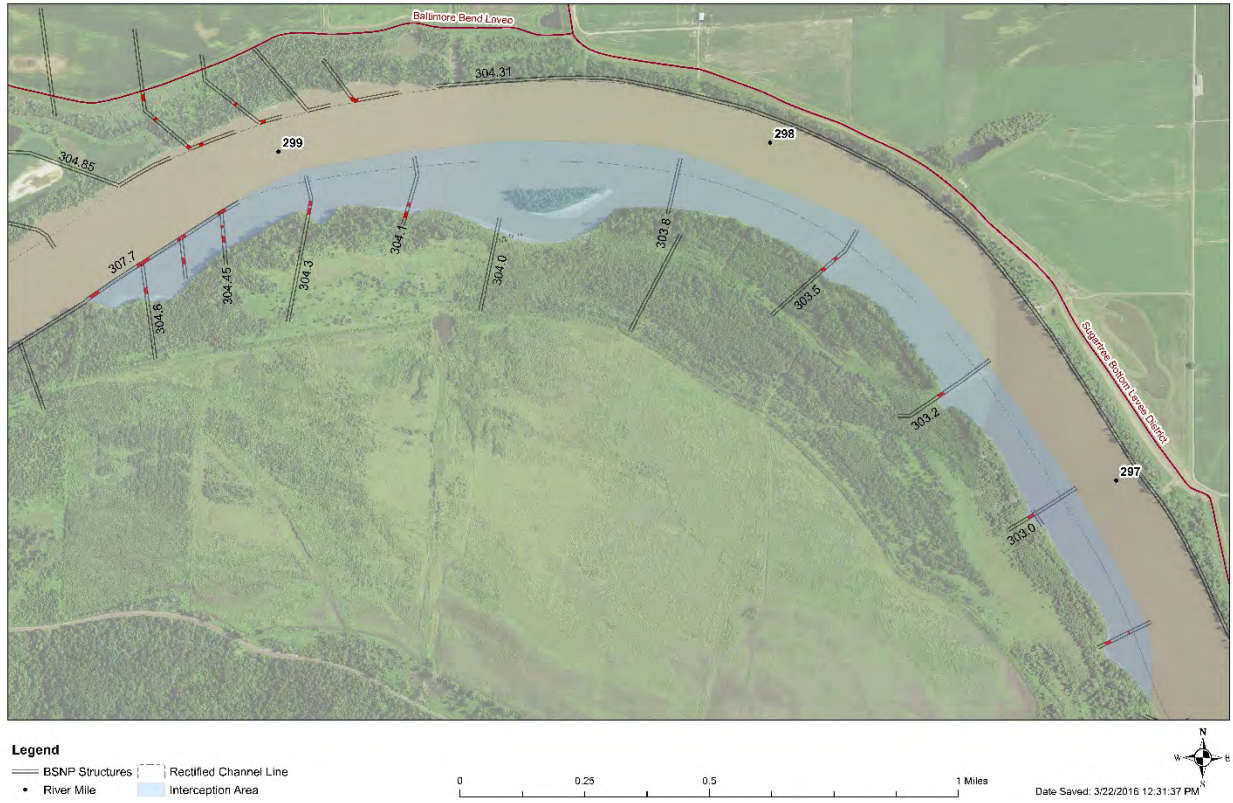 Baltimore Bend Levee
304.31
299
298
304.85
307.7
304.6
304.45
304.3
304.1
304.0
303.8
303.5
303.2
303.0
297
Sugartree Bottom Levee District
Legend
BSNP Structures
Rectified Channel Line
River Mile
Interception Area
0 0.25 0.5 1 Miles
N
W E
S
Date Saved: 3/22/2016 12:31:37 PM